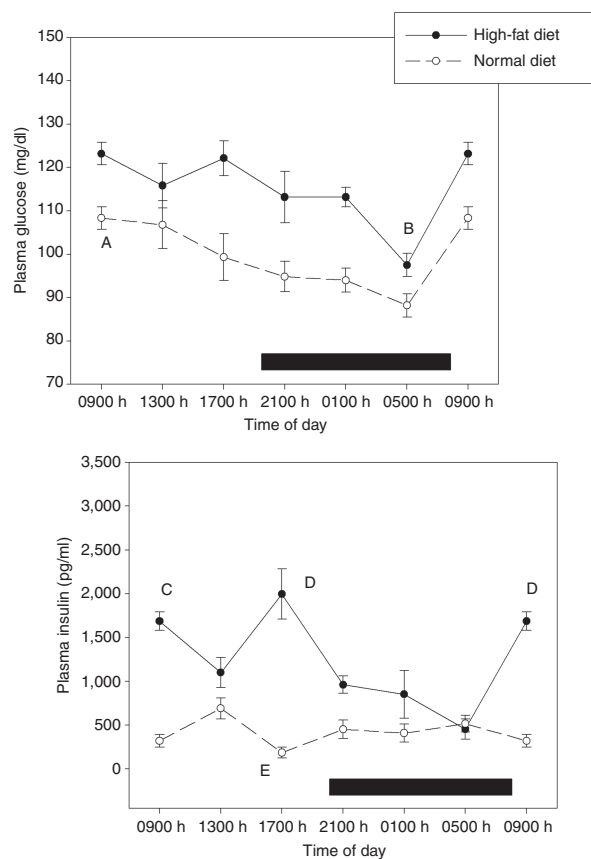 High-fat diet
Normal diet
150
140
130
120
110
100
90
80
70
Plasma glucose (mg/dl)
A
B
0900 h 1300 h 1700 h 2100 h 0100 h 0500 h 0900 h
Time of day
3,500
3,000
2,500
2,000
1,500
1,000
500
0
Plasma insulin (pg/ml)
C
D
D
E
0900 h 1300 h 1700 h 2100 h 0100 h 0500 h 0900 h
Time of day